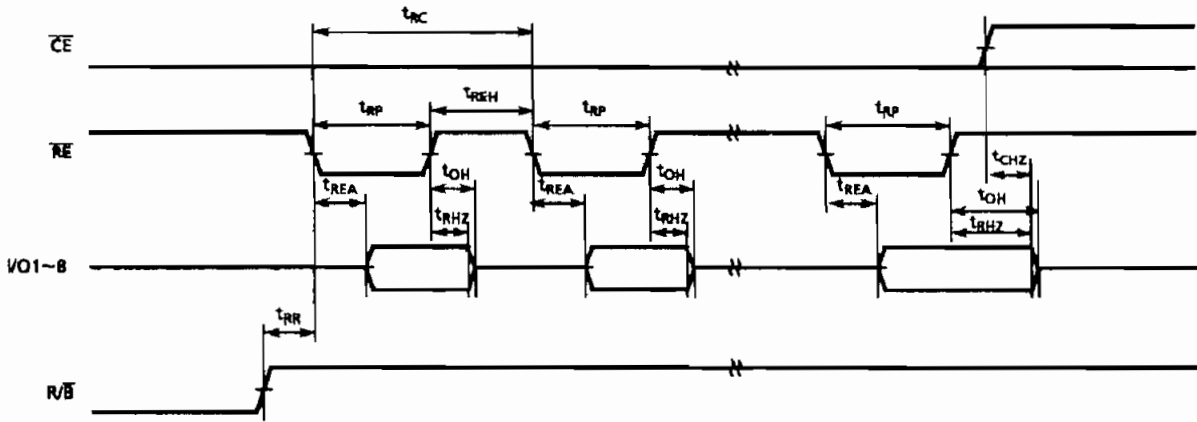 tRC
CE
tRP
tREH
tRP
tRP
RE
tREA
tOH
tREA
tOH
tREA
tCHZ
tOH
tRHZ
tRHZ
tRHZ
I/O1~8
tRR
R/B